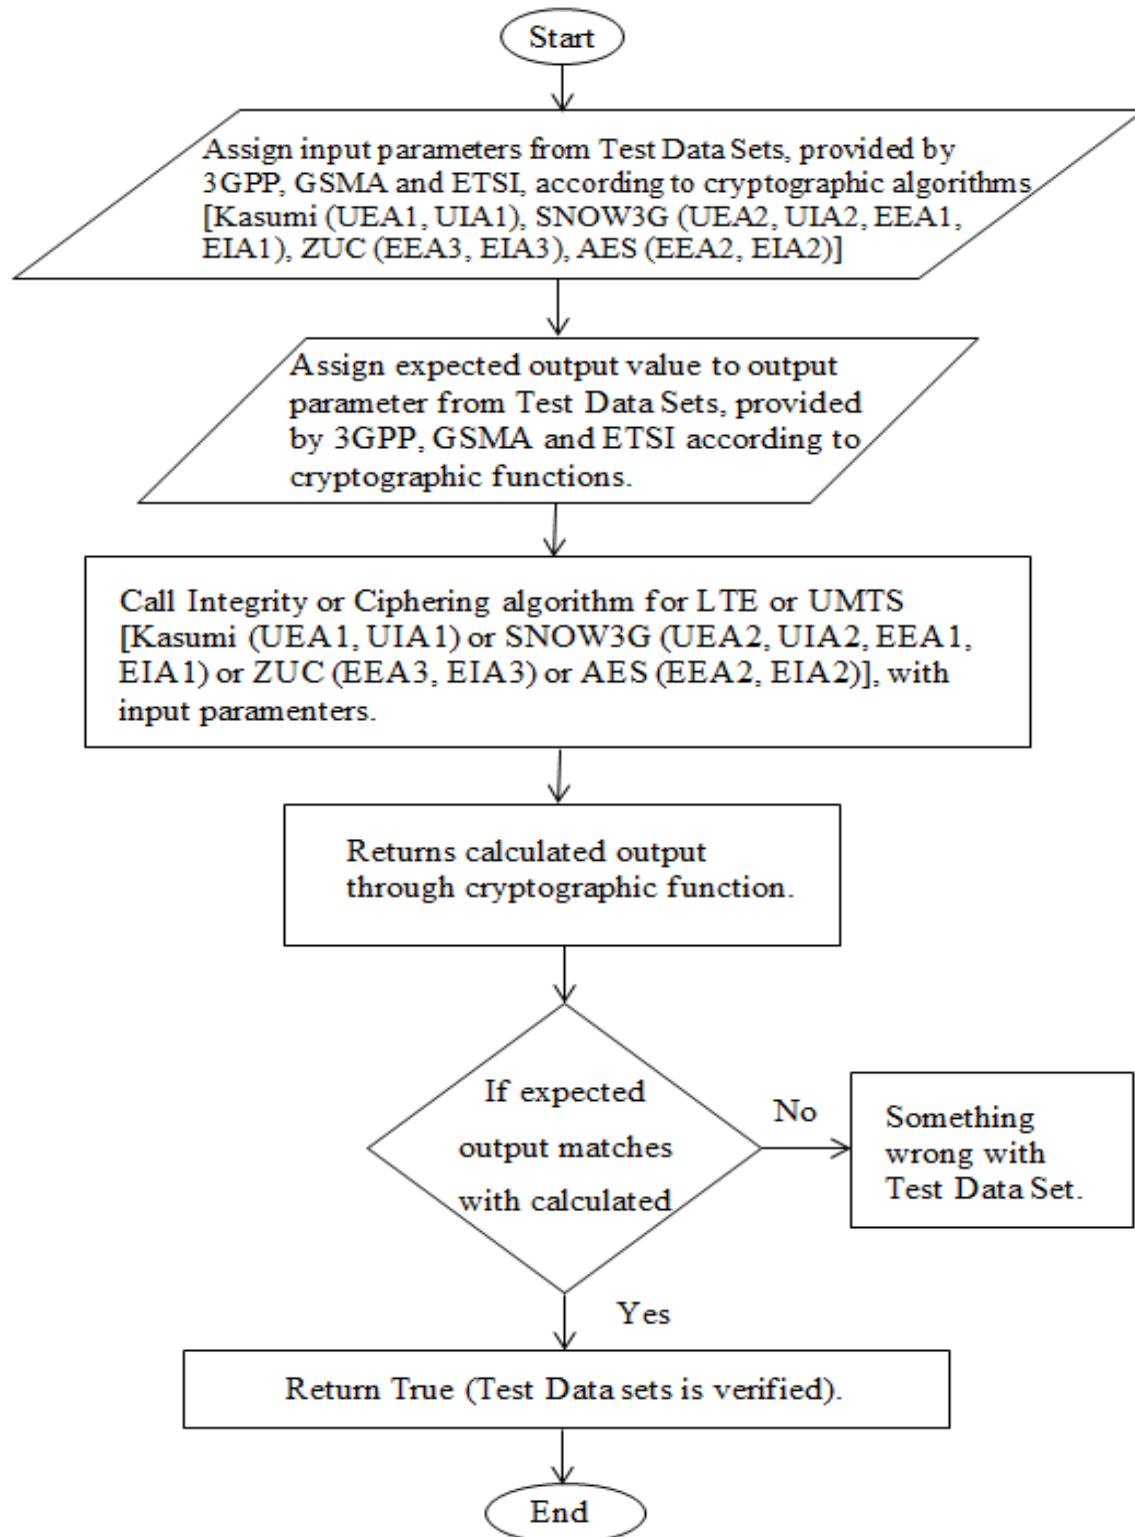 Start
Assign input parameters from Test Data Sets, provided by
3GPP, GSMA and ETSI, according to cryptographic algorithms
[Kasumi (UEA1, UIA1), SNOW3G (UEA2, UIA2, EEA1,
EIA1), ZUC (EEA3, EIA3), AES (EEA2, EIA2)]
Assign expected output value to output
parameter from Test Data Sets, provided
by 3GPP, GSMA and ETSI according to
cryptographic functions.
Call Integrity or Ciphering algorithm for LTE or UMTS
[Kasumi (UEA1, UIA1) or SNOW3G (UEA2, UIA2, EEA1,
EIA1) or ZUC (EEA3, EIA3) or AES (EEA2, EIA2)], with
input paramenters.
Returns calculated output
through cryptographic function.
If expected
output matches
with calculated
No
Something
wrong with
Test Data Set.
Yes
Return True (Test Data sets is verified).
End